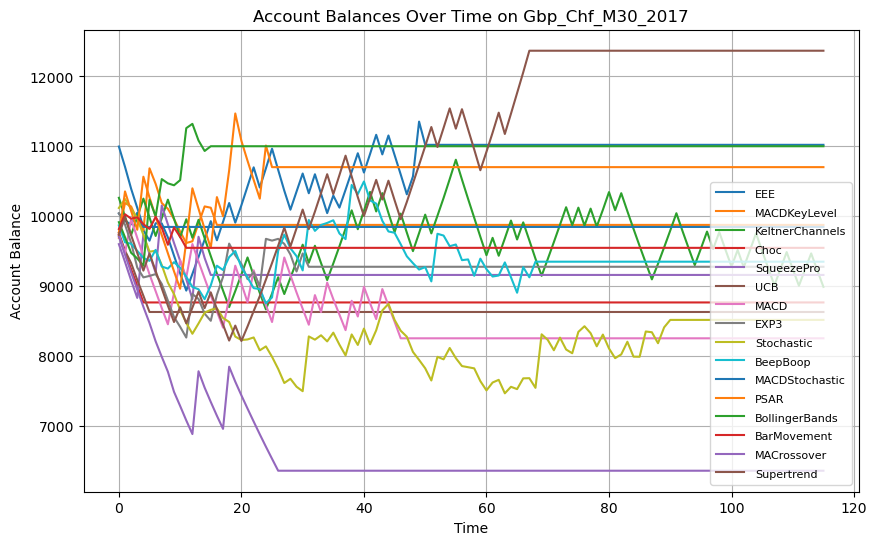 Account Balances Over Time on Gbp_Chf_M30_2017
Account Balance
12000
11000
10000
9000
8000
7000
0
20
40
60
80
100
120
Time
EEE
MACDKeyLevel
KeltnerChannels
Choc
SqueezePro
UCB
MACD
EXP3
Stochastic
BeepBoop
MACDStochastic
PSAR
BollingerBands
BarMovement
MACrossover
Supertrend